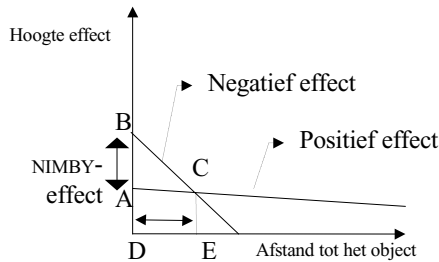 Hoogte effect
Negatief effect
B
Positief effect
C
NIMBY-
effect
A
D
E
Afstand tot het object